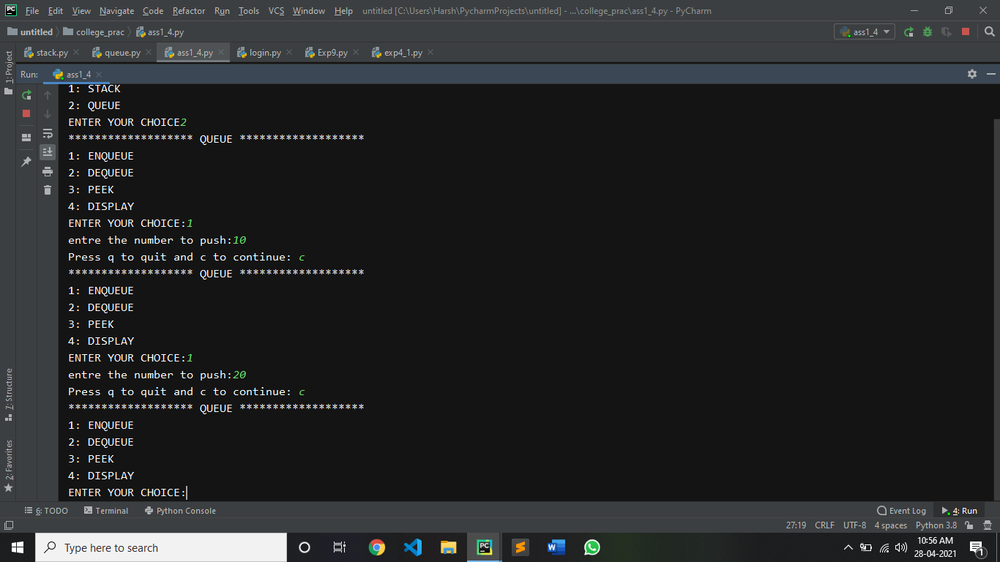 PC File Edit View Navigate Code Refactor Run Tools VCS Window Help untitled [C:\Users\Harsh\PycharmProjects\untitled] - ...\college_prac\ass1_4.py - PyCharm
untitled college_prac ass1_4.py ass1_4
stack.py queue.py ass1_4.py login.py Exp9.py exp4_1.py
1: Project
Run: ass1_4
1: STACK
2: QUEUE
ENTER YOUR CHOICE2
******************* QUEUE *******************
1: ENQUEUE
2: DEQUEUE
3: PEEK
4: DISPLAY
ENTER YOUR CHOICE:1
entre the number to push:10
Press q to quit and c to continue: c
******************* QUEUE *******************
1: ENQUEUE
2: DEQUEUE
3: PEEK
4: DISPLAY
ENTER YOUR CHOICE:1
entre the number to push:20
Press q to quit and c to continue: c
******************* QUEUE *******************
1: ENQUEUE
2: DEQUEUE
3: PEEK
4: DISPLAY
ENTER YOUR CHOICE:
7: Structure
2: Favorites
6: TODO Terminal Python Console Event Log 4: Run
27:19 CRLF UTF-8 4 spaces Python 3.8
Type here to search
PC
10:56 AM
28-04-2021
1